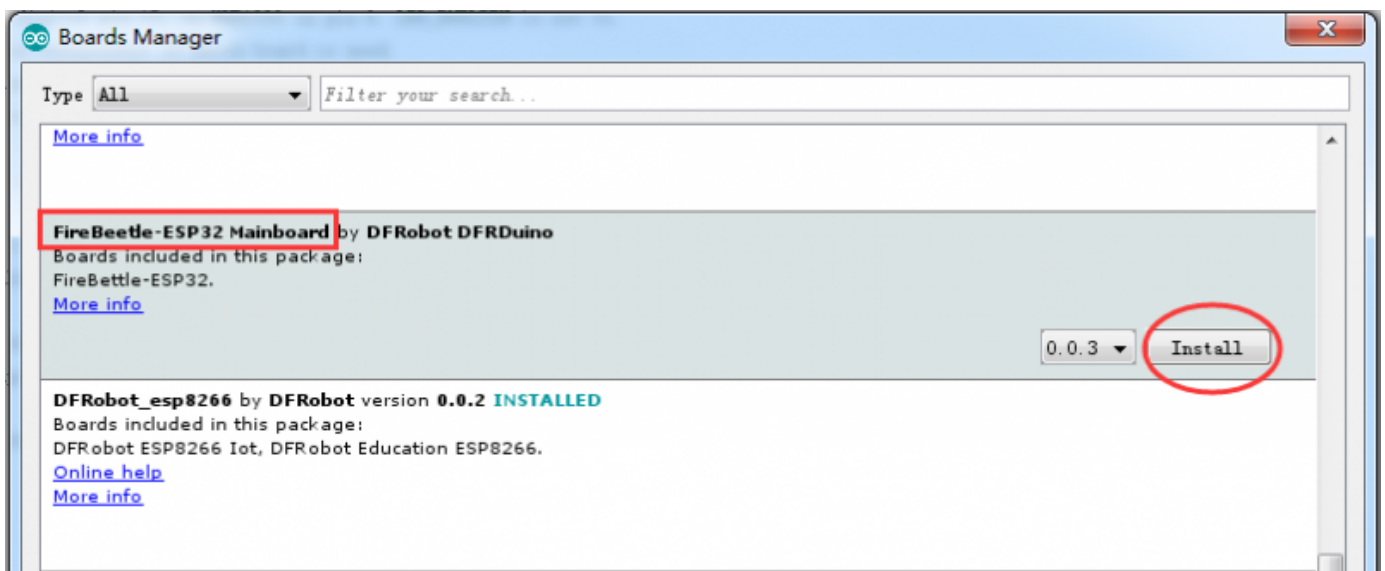 Boards Manager
Type All Filter your search...
More info
FireBeetle-ESP32 Mainboard by DFRobot DFRDuino
Boards included in this package:
FireBettle-ESP32.
More info
0.0.3 Install
DFRobot_esp8266 by DFRobot version 0.0.2 INSTALLED
Boards included in this package:
DFRobot ESP8266 Iot, DFRobot Education ESP8266.
Online help
More info